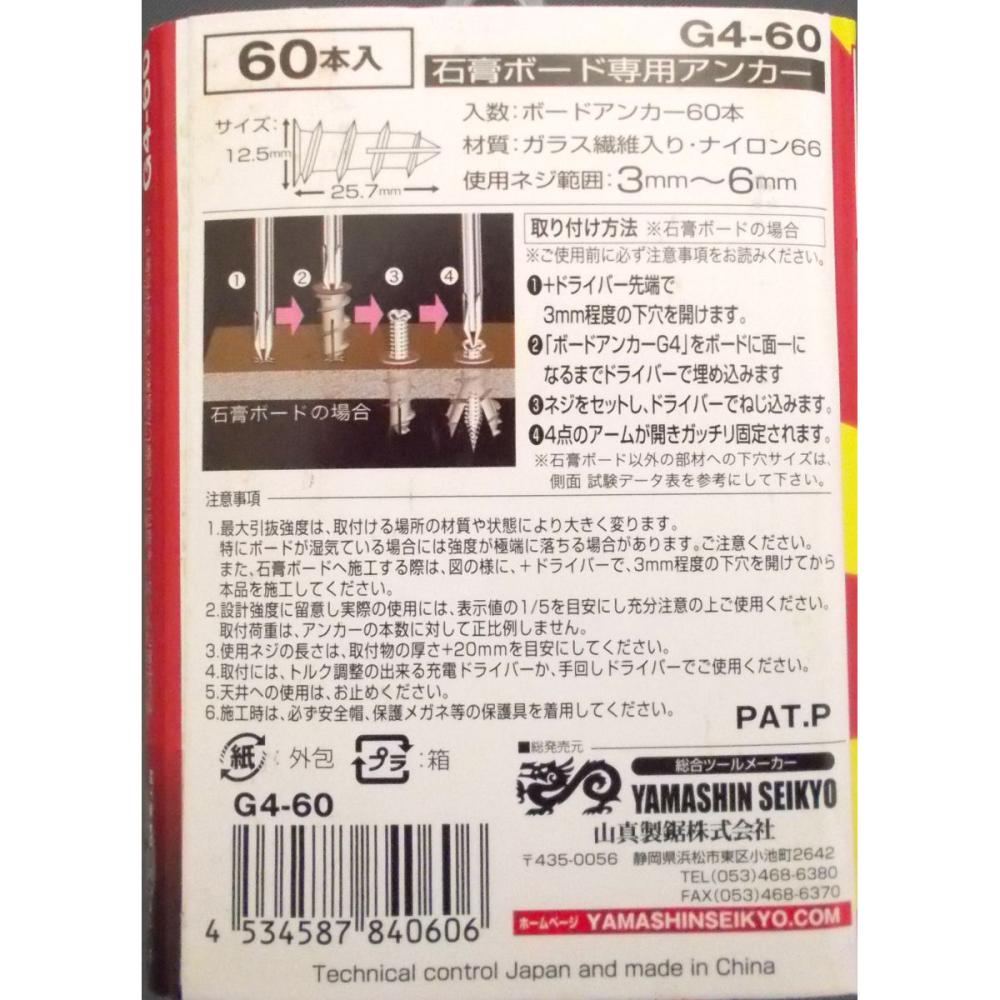 60本入
G4-60
石膏ボード専用アンカー
サイズ:
12.5mm
25.7mm
入数:ボードアンカー60本
材質:ガラス繊維入り・ナイロン66
使用ネジ範囲:3mm〜6mm
① ② ③ ④
石膏ボードの場合
取り付け方法 ※石膏ボードの場合
※ご使用前に必ず注意事項をお読みください。
❶+ドライバー先端で
3mm程度の下穴を開けます。
❷「ボードアンカーG4」をボードに面一に
なるまでドライバーで埋め込みます
❸ネジをセットし、ドライバーでねじ込みます。
❹4点のアームが開きガッチリ固定されます。
※石膏ボード以外の部材への下穴サイズは、
側面 試験データ表を参考にして下さい。
注意事項
1.最大引抜強度は、取付ける場所の材質や状態により大きく変ります。
特にボードが湿気ている場合には強度が極端に落ちる場合があります。ご注意ください。
また、石膏ボードへ施工する際は、図の様に、+ドライバーで、3mm程度の下穴を開けてから
本品を施工してください。
2.設計強度に留意し実際の使用には、表示値の1/5を目安にし充分注意の上ご使用ください。
取付荷重は、アンカーの本数に対して正比例しません。
3.使用ネジの長さは、取付物の厚さ+20mmを目安にしてください。
4.取付には、トルク調整の出来る充電ドライバーか、手回しドライバーでご使用ください。
5.天井への使用は、お止めください。
6.施工時は、必ず安全帽、保護メガネ等の保護具を着用してください。
PAT.P
紙:外包 プラ:箱
G4-60
4 534587 840606
■総発売元
総合ツールメーカー
YAMASHIN SEIKYO
山真製鋸株式会社
〒435-0056 静岡県浜松市東区小池町2642
TEL(053)468-6380
FAX(053)468-6370
ホームページ YAMASHINSEIKYO.COM
Technical control Japan and made in China
G4-60